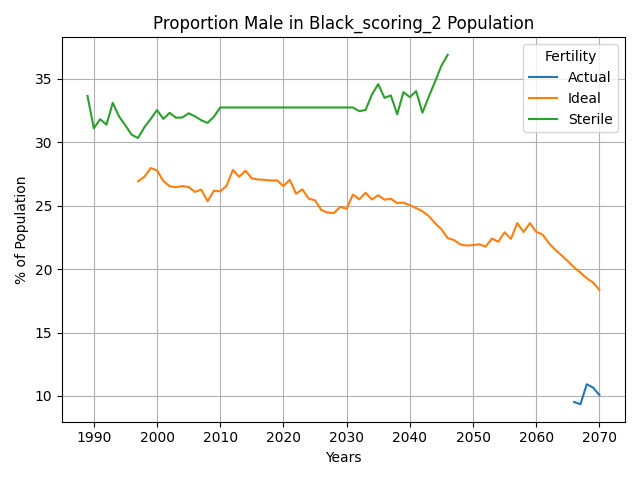 Proportion Male in Black_scoring_2 Population
% of Population
35
30
25
20
15
10
Fertility
Actual
Ideal
Sterile
1990 2000 2010 2020 2030 2040 2050 2060 2070
Years